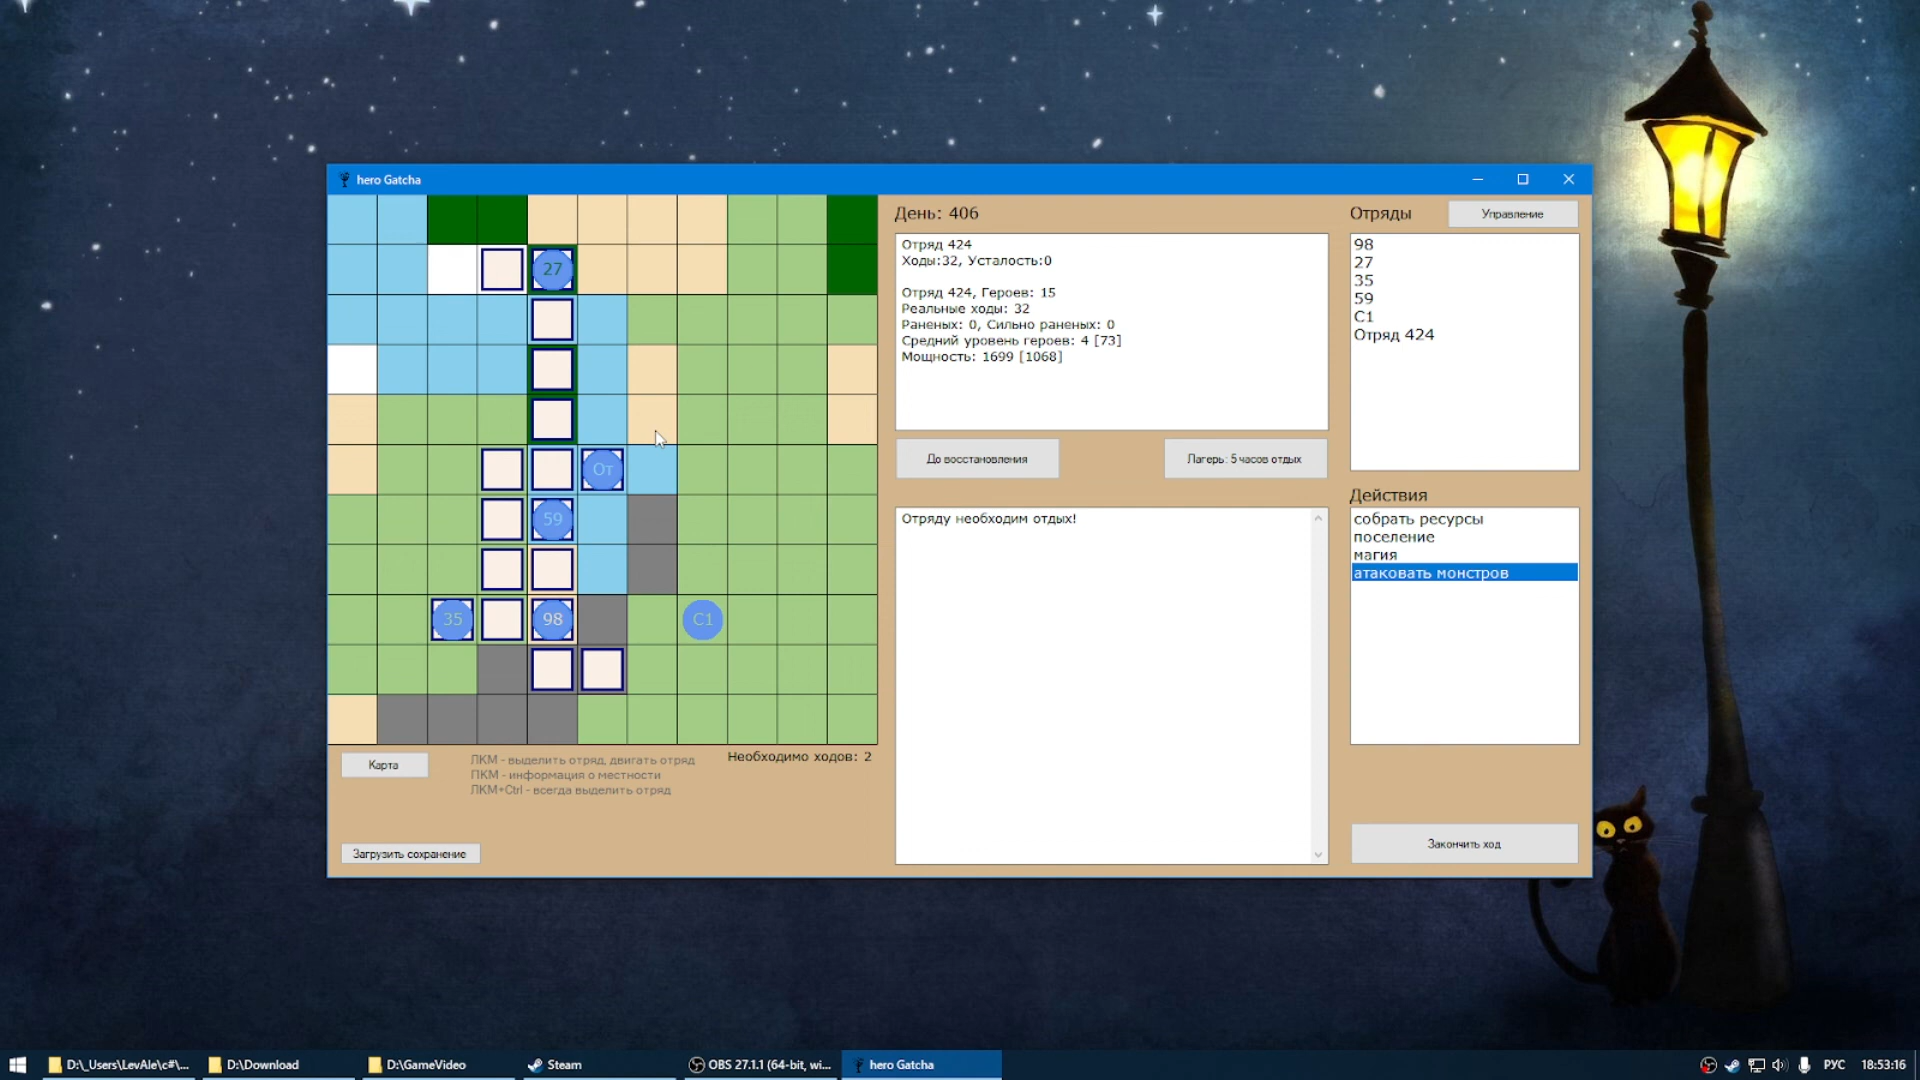 hero Gatcha
27
От
59
35
98
C1
Карта
ЛКМ - выделить отряд, двигать отряд
ПКМ - информация о местности
ЛКМ+Ctrl - всегда выделить отряд
Необходимо ходов: 2
Загрузить сохранение
День: 406
Отряд 424
Ходы:32, Усталость:0
Отряд 424, Героев: 15
Реальные ходы: 32
Раненых: 0, Сильно раненых: 0
Средний уровень героев: 4 [73]
Мощность: 1699 [1068]
До восстановления
Лагерь: 5 часов отдых
Отряду необходим отдых!
Отряды
Управление
98
27
35
59
C1
Отряд 424
Действия
собрать ресурсы
поселение
магия
атаковать монстров
Закончить ход
D:\_Users\LevAle\c#\...
D:\Download
D:\GameVideo
Steam
OBS 27.1.1 (64-bit, wi...
hero Gatcha
РУС
18:53:16